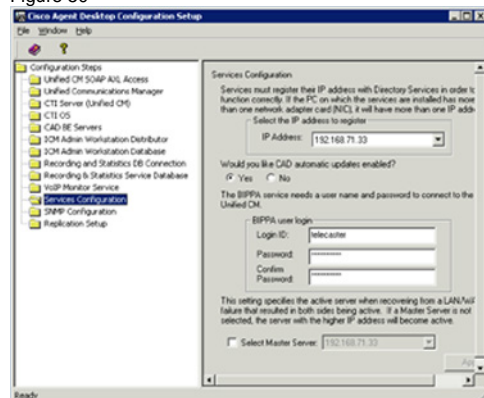 Cisco Agent Desktop Configuration Setup
File Window Help
Configuration Steps
Unified CM SOAP AXL Access
Unified Communications Manager
CTI Server (Unified CM)
CTI OS
CAD BE Servers
ICM Admin Workstation Distributor
ICM Admin Workstation Database
Recording and Statistics DB Connection
Recording & Statistics Service Database
VoIP Monitor Service
Services Configuration
SNMP Configuration
Replication Setup
Services Configuration
Services must register their IP address with Directory Services in order to
function correctly. If the PC on which the services are installed has more
than one network adapter card (NIC), it will have more than one IP addr
Select the IP address to register
IP Address: 192.168.71.33
Would you like CAD automatic updates enabled?
Yes No
The BIPPA service needs a user name and password to connect to the
Unified CM.
BIPPA user login
Login ID: telecaster
Password:
Confirm
Password:
This setting specifies the active server when recovering from a LAN/WA
failure that resulted in both sides being active. If a Master Server is not
selected, the server with the higher IP address will become active.
Select Master Server: 192.168.71.33
Ready